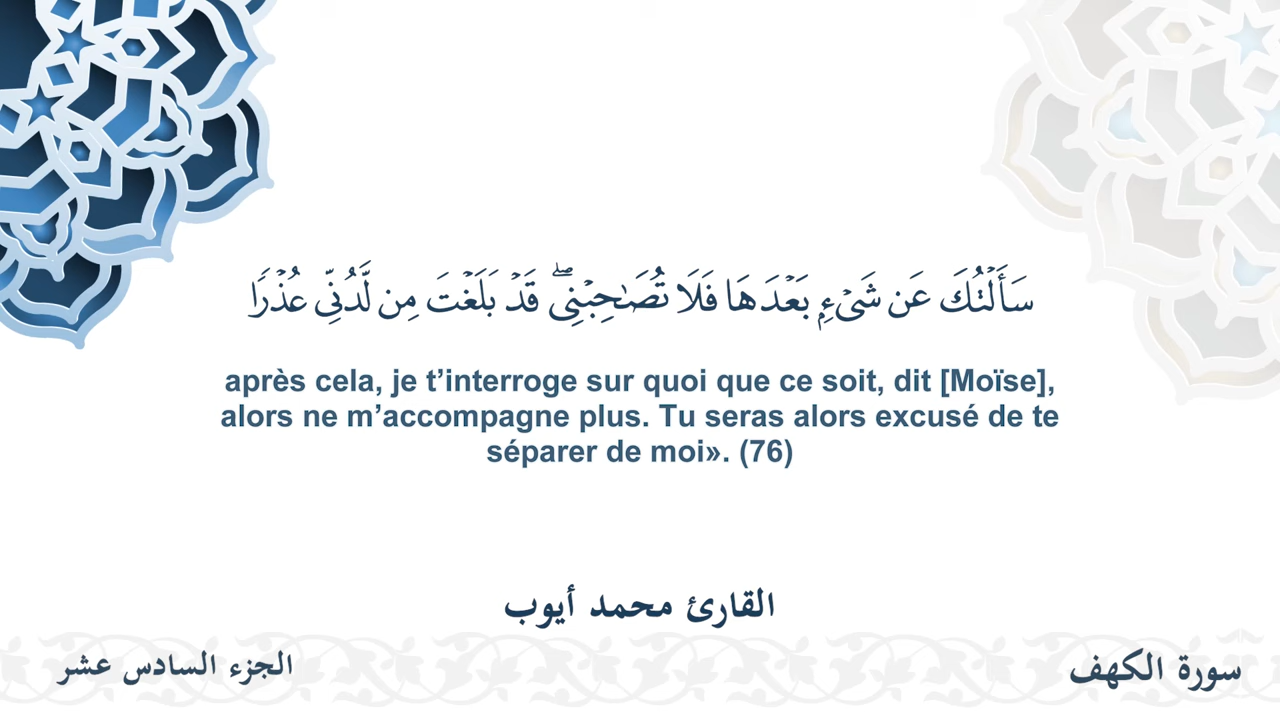 سَأَلْتُكَ عَن شَىْءٍۭ بَعْدَهَا فَلَا تُصَـٰحِبْنِى ۖ قَدْ بَلَغْتَ مِن لَّدُنِّى عُذْرًا
après cela, je t’interroge sur quoi que ce soit, dit [Moïse],
alors ne m’accompagne plus. Tu seras alors excusé de te
séparer de moi». (76)
القارئ محمد أيوب
سورة الكهف
الجزء السادس عشر